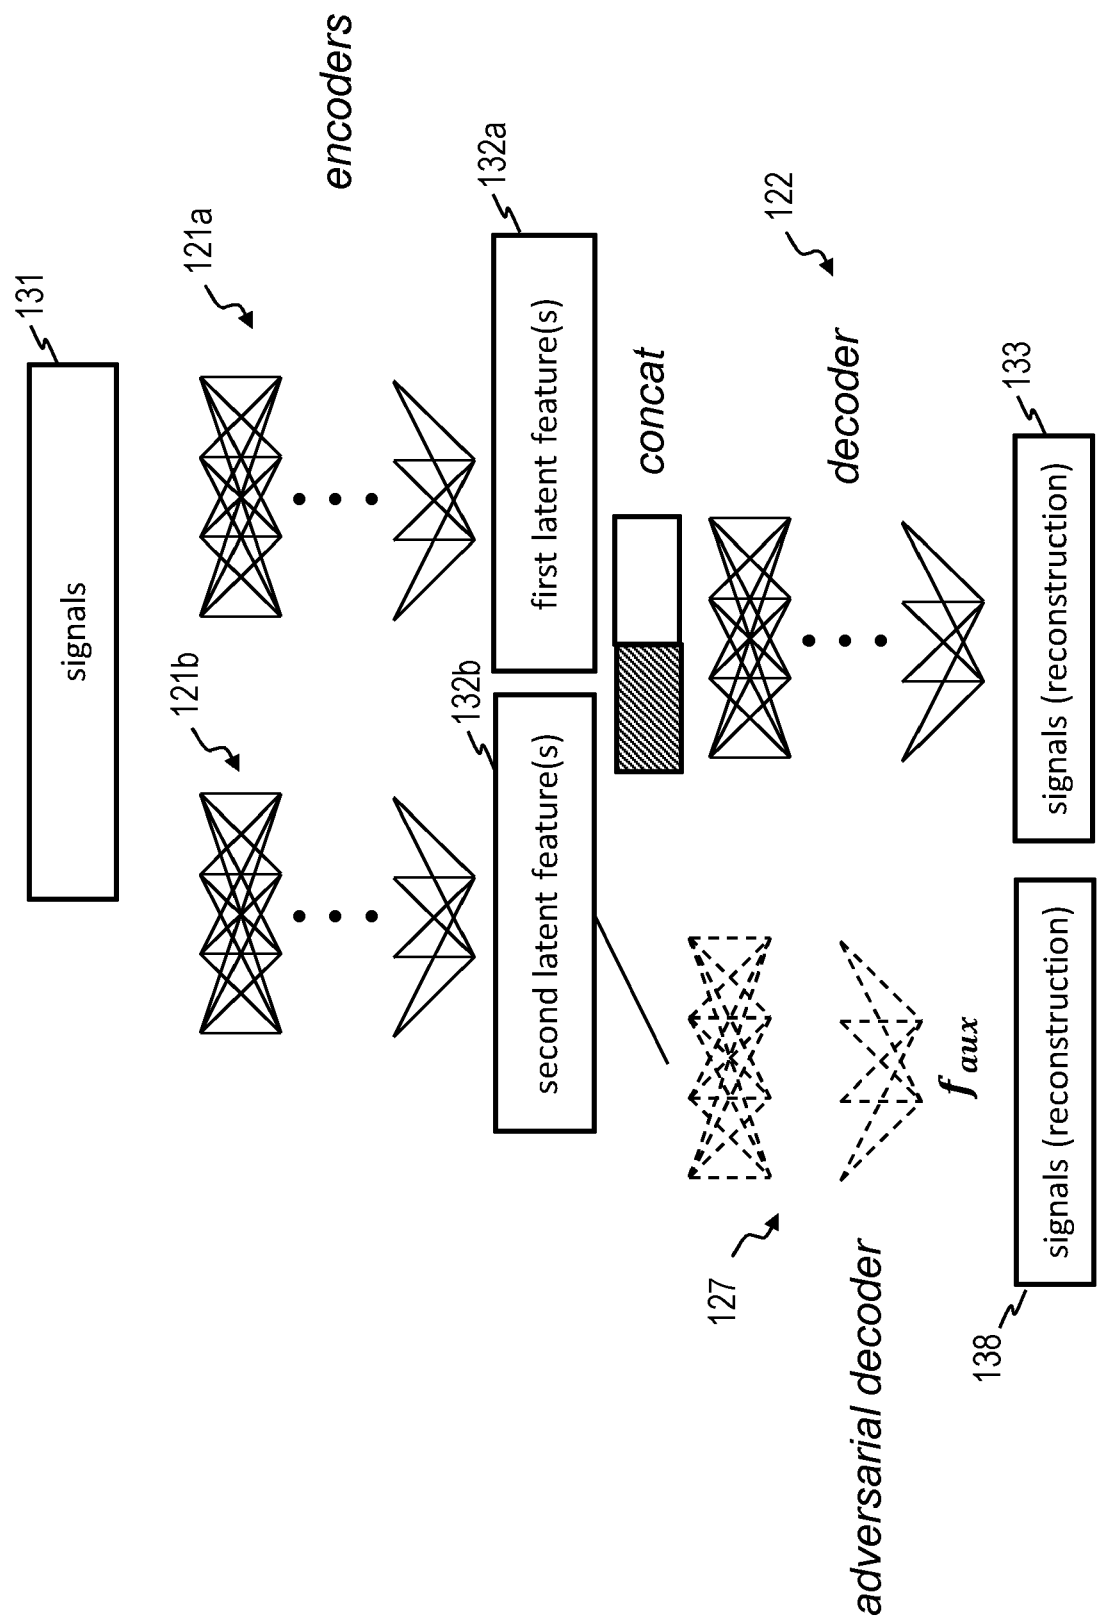 131
signals
encoders
121a
121b
132a
132b
first latent feature(s)
second latent feature(s)
concat
122
decoder
127
adversarial decoder
f aux
133
138
signals (reconstruction)
signals (reconstruction)